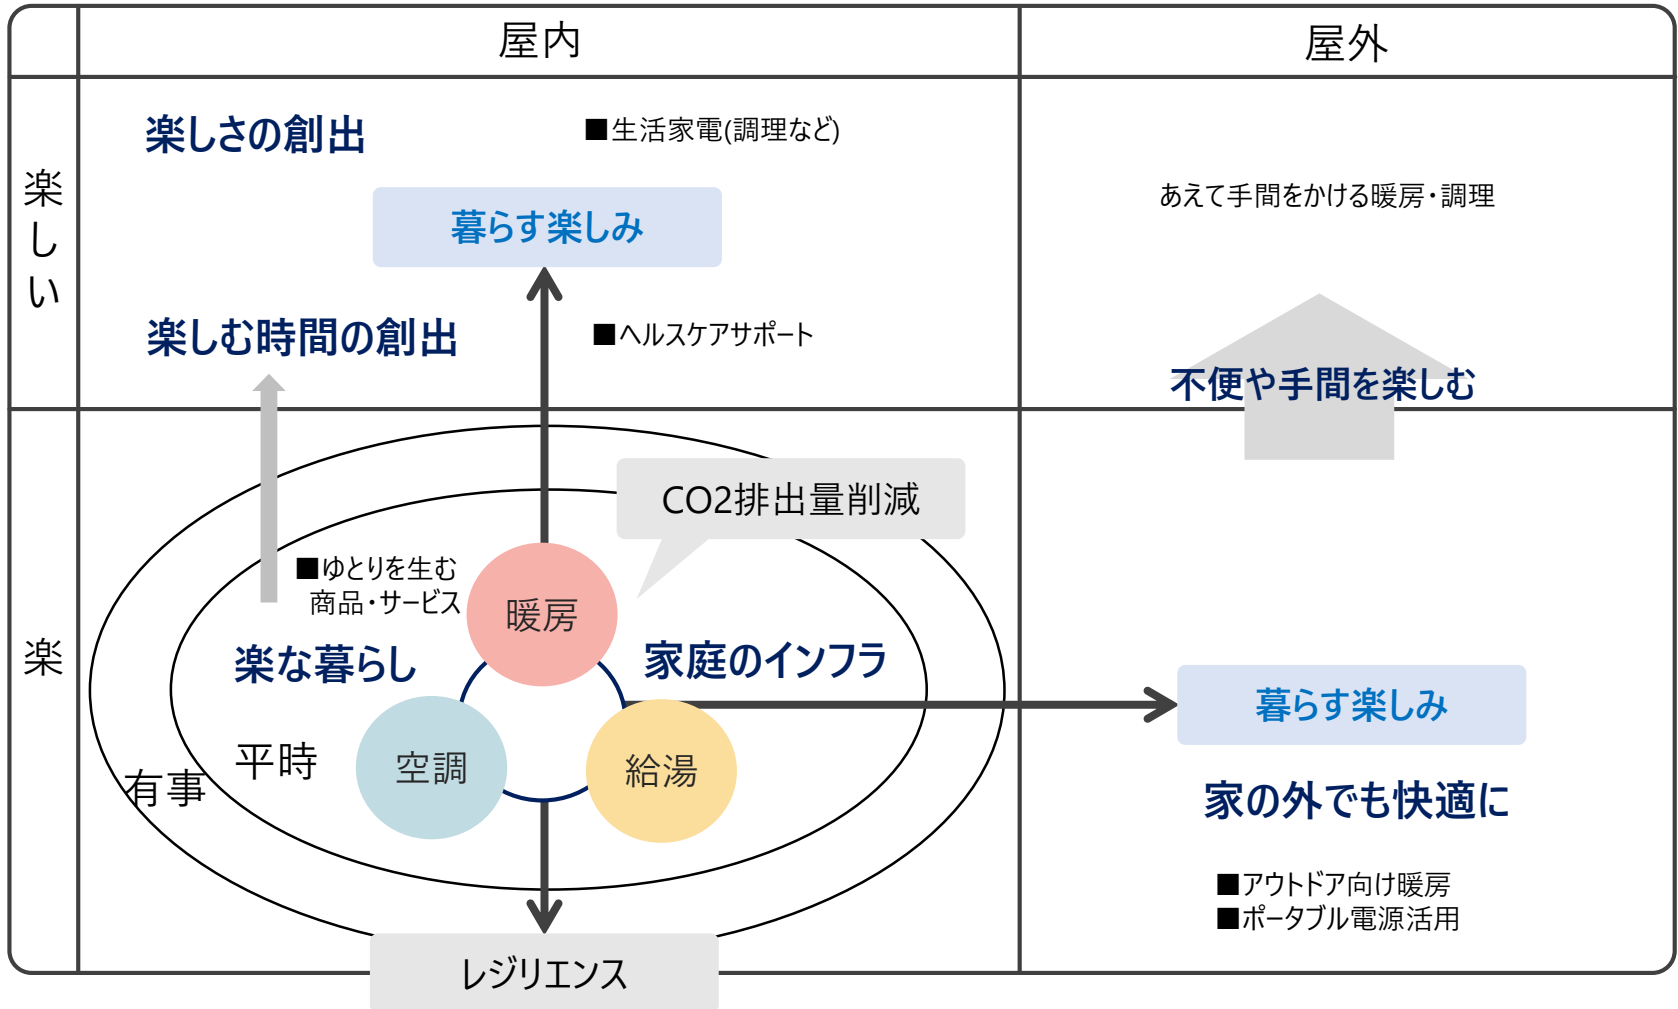 屋内
屋外
楽しい
楽しさの創出
■生活家電(調理など)
暮らす楽しみ
楽しむ時間の創出
■ヘルスケアサポート
あえて手間をかける暖房・調理
不便や手間を楽しむ
楽
CO2排出量削減
■ゆとりを生む
商品・サービス
暖房
楽な暮らし
家庭のインフラ
平時
有事
空調
給湯
レジリエンス
暮らす楽しみ
家の外でも快適に
■アウトドア向け暖房
■ポータブル電源活用